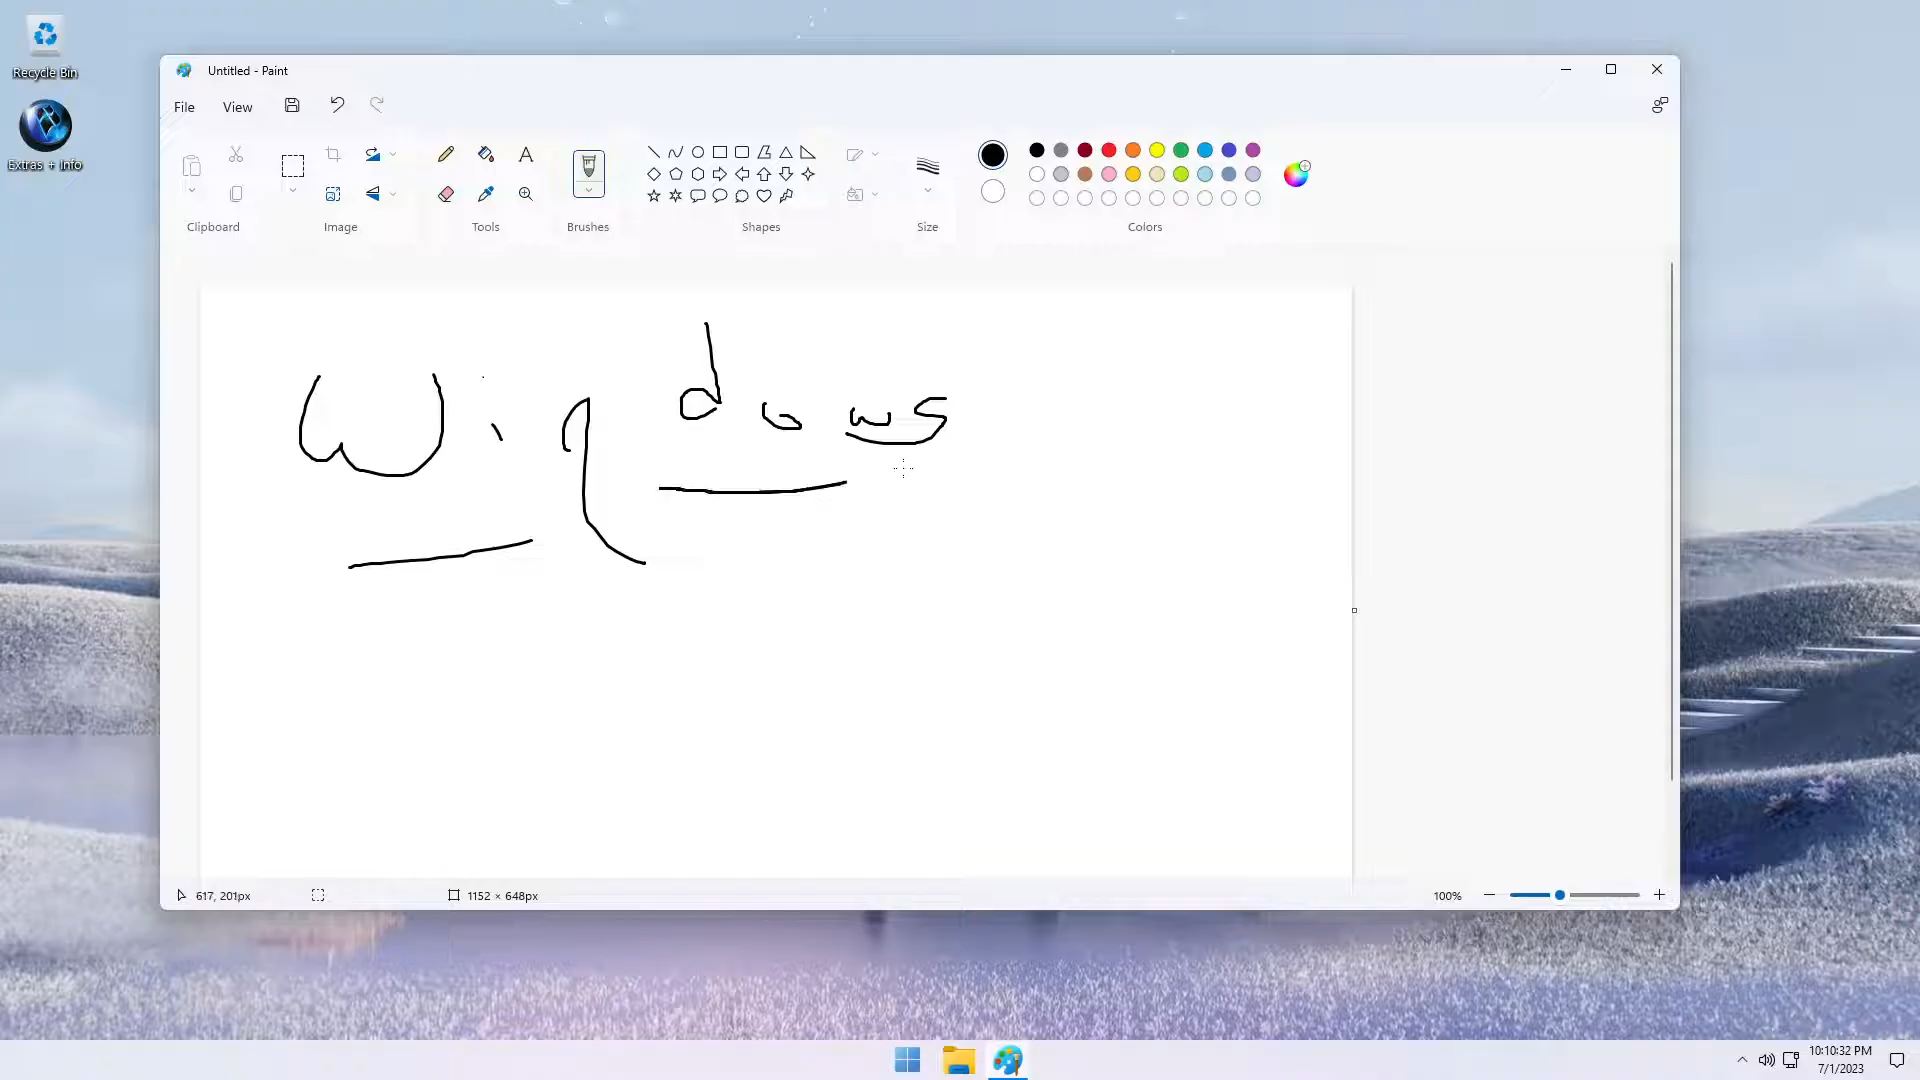 Recycle Bin
Extras + Info
Untitled - Paint
File View
Clipboard Image Tools Brushes Shapes Size Colors
Wiqdows
617, 201px 1152 × 648px 100%
10:10:32 PM
7/1/2023